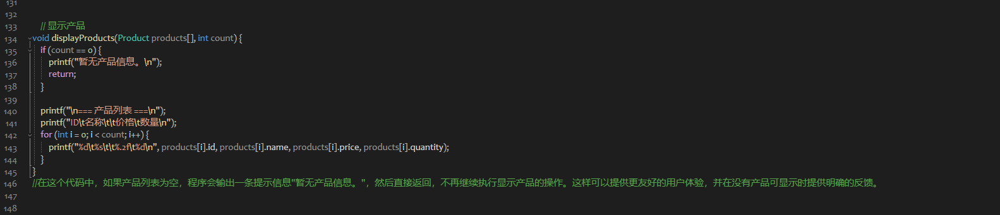 131
132
133 // 显示产品
134 void displayProducts(Product products[], int count) {
135 if (count == 0) {
136 printf("暂无产品信息。\n");
137 return;
138 }
139
140 printf("\n=== 产品列表 ===\n");
141 printf("ID\t名称\t\t价格\t数量\n");
142 for (int i = 0; i < count; i++) {
143 printf("%d\t%s\t\t%.2f\t%d\n", products[i].id, products[i].name, products[i].price, products[i].quantity);
144 }
145 }
146 //在这个代码中，如果产品列表为空，程序会输出一条提示信息"暂无产品信息。"，然后直接返回，不再继续执行显示产品的操作。这样可以提供更友好的用户体验，并在没有产品可显示时提供明确的反馈。
147
148